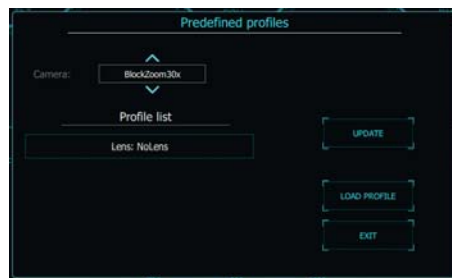 Predefined profiles
Camera:
BlockZoom30x
Profile list
Lens: NoLens
UPDATE
LOAD PROFILE
EXIT